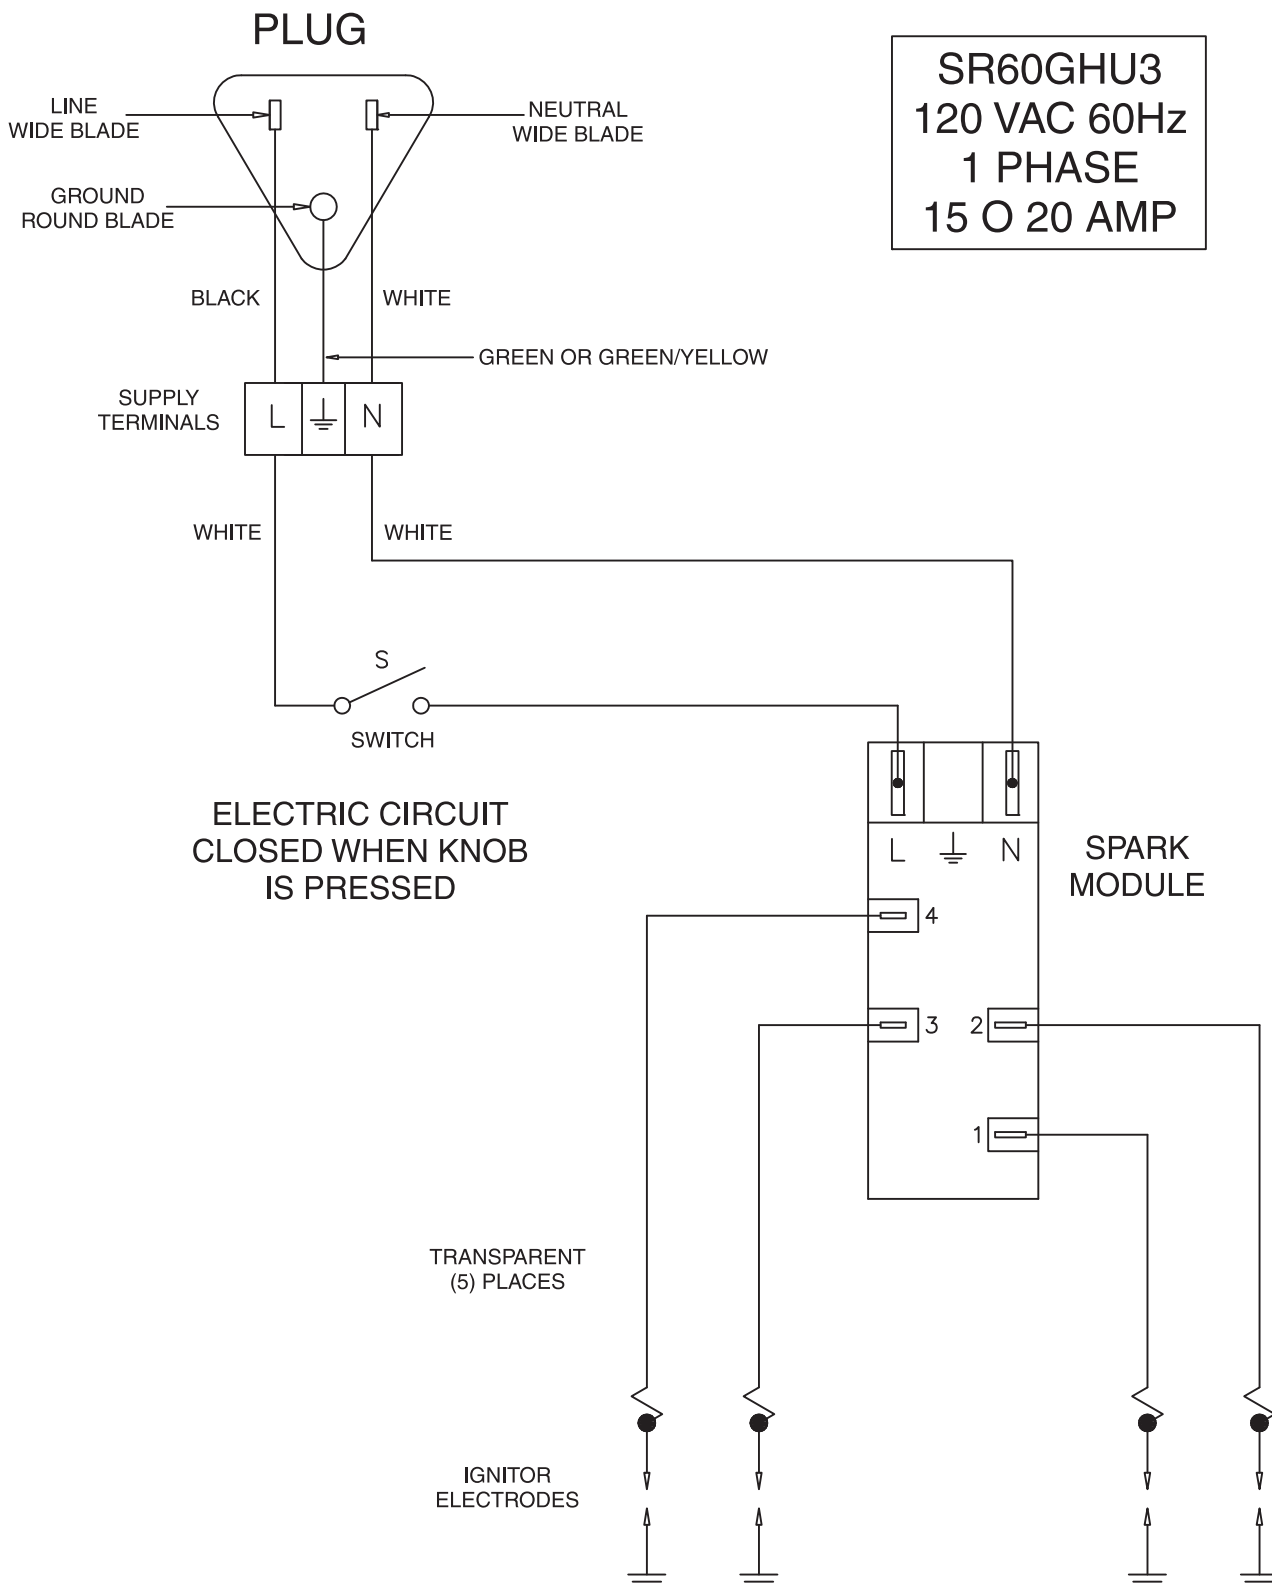 PLUG
SR60GHU3
120 VAC 60Hz
1 PHASE
15 O 20 AMP
LINE
WIDE BLADE
NEUTRAL
WIDE BLADE
GROUND
ROUND BLADE
BLACK
WHITE
GREEN OR GREEN/YELLOW
SUPPLY
TERMINALS
L
N
WHITE
WHITE
S
SWITCH
ELECTRIC CIRCUIT
CLOSED WHEN KNOB
IS PRESSED
L
N
SPARK
MODULE
4
3
2
1
TRANSPARENT
(5) PLACES
IGNITOR
ELECTRODES